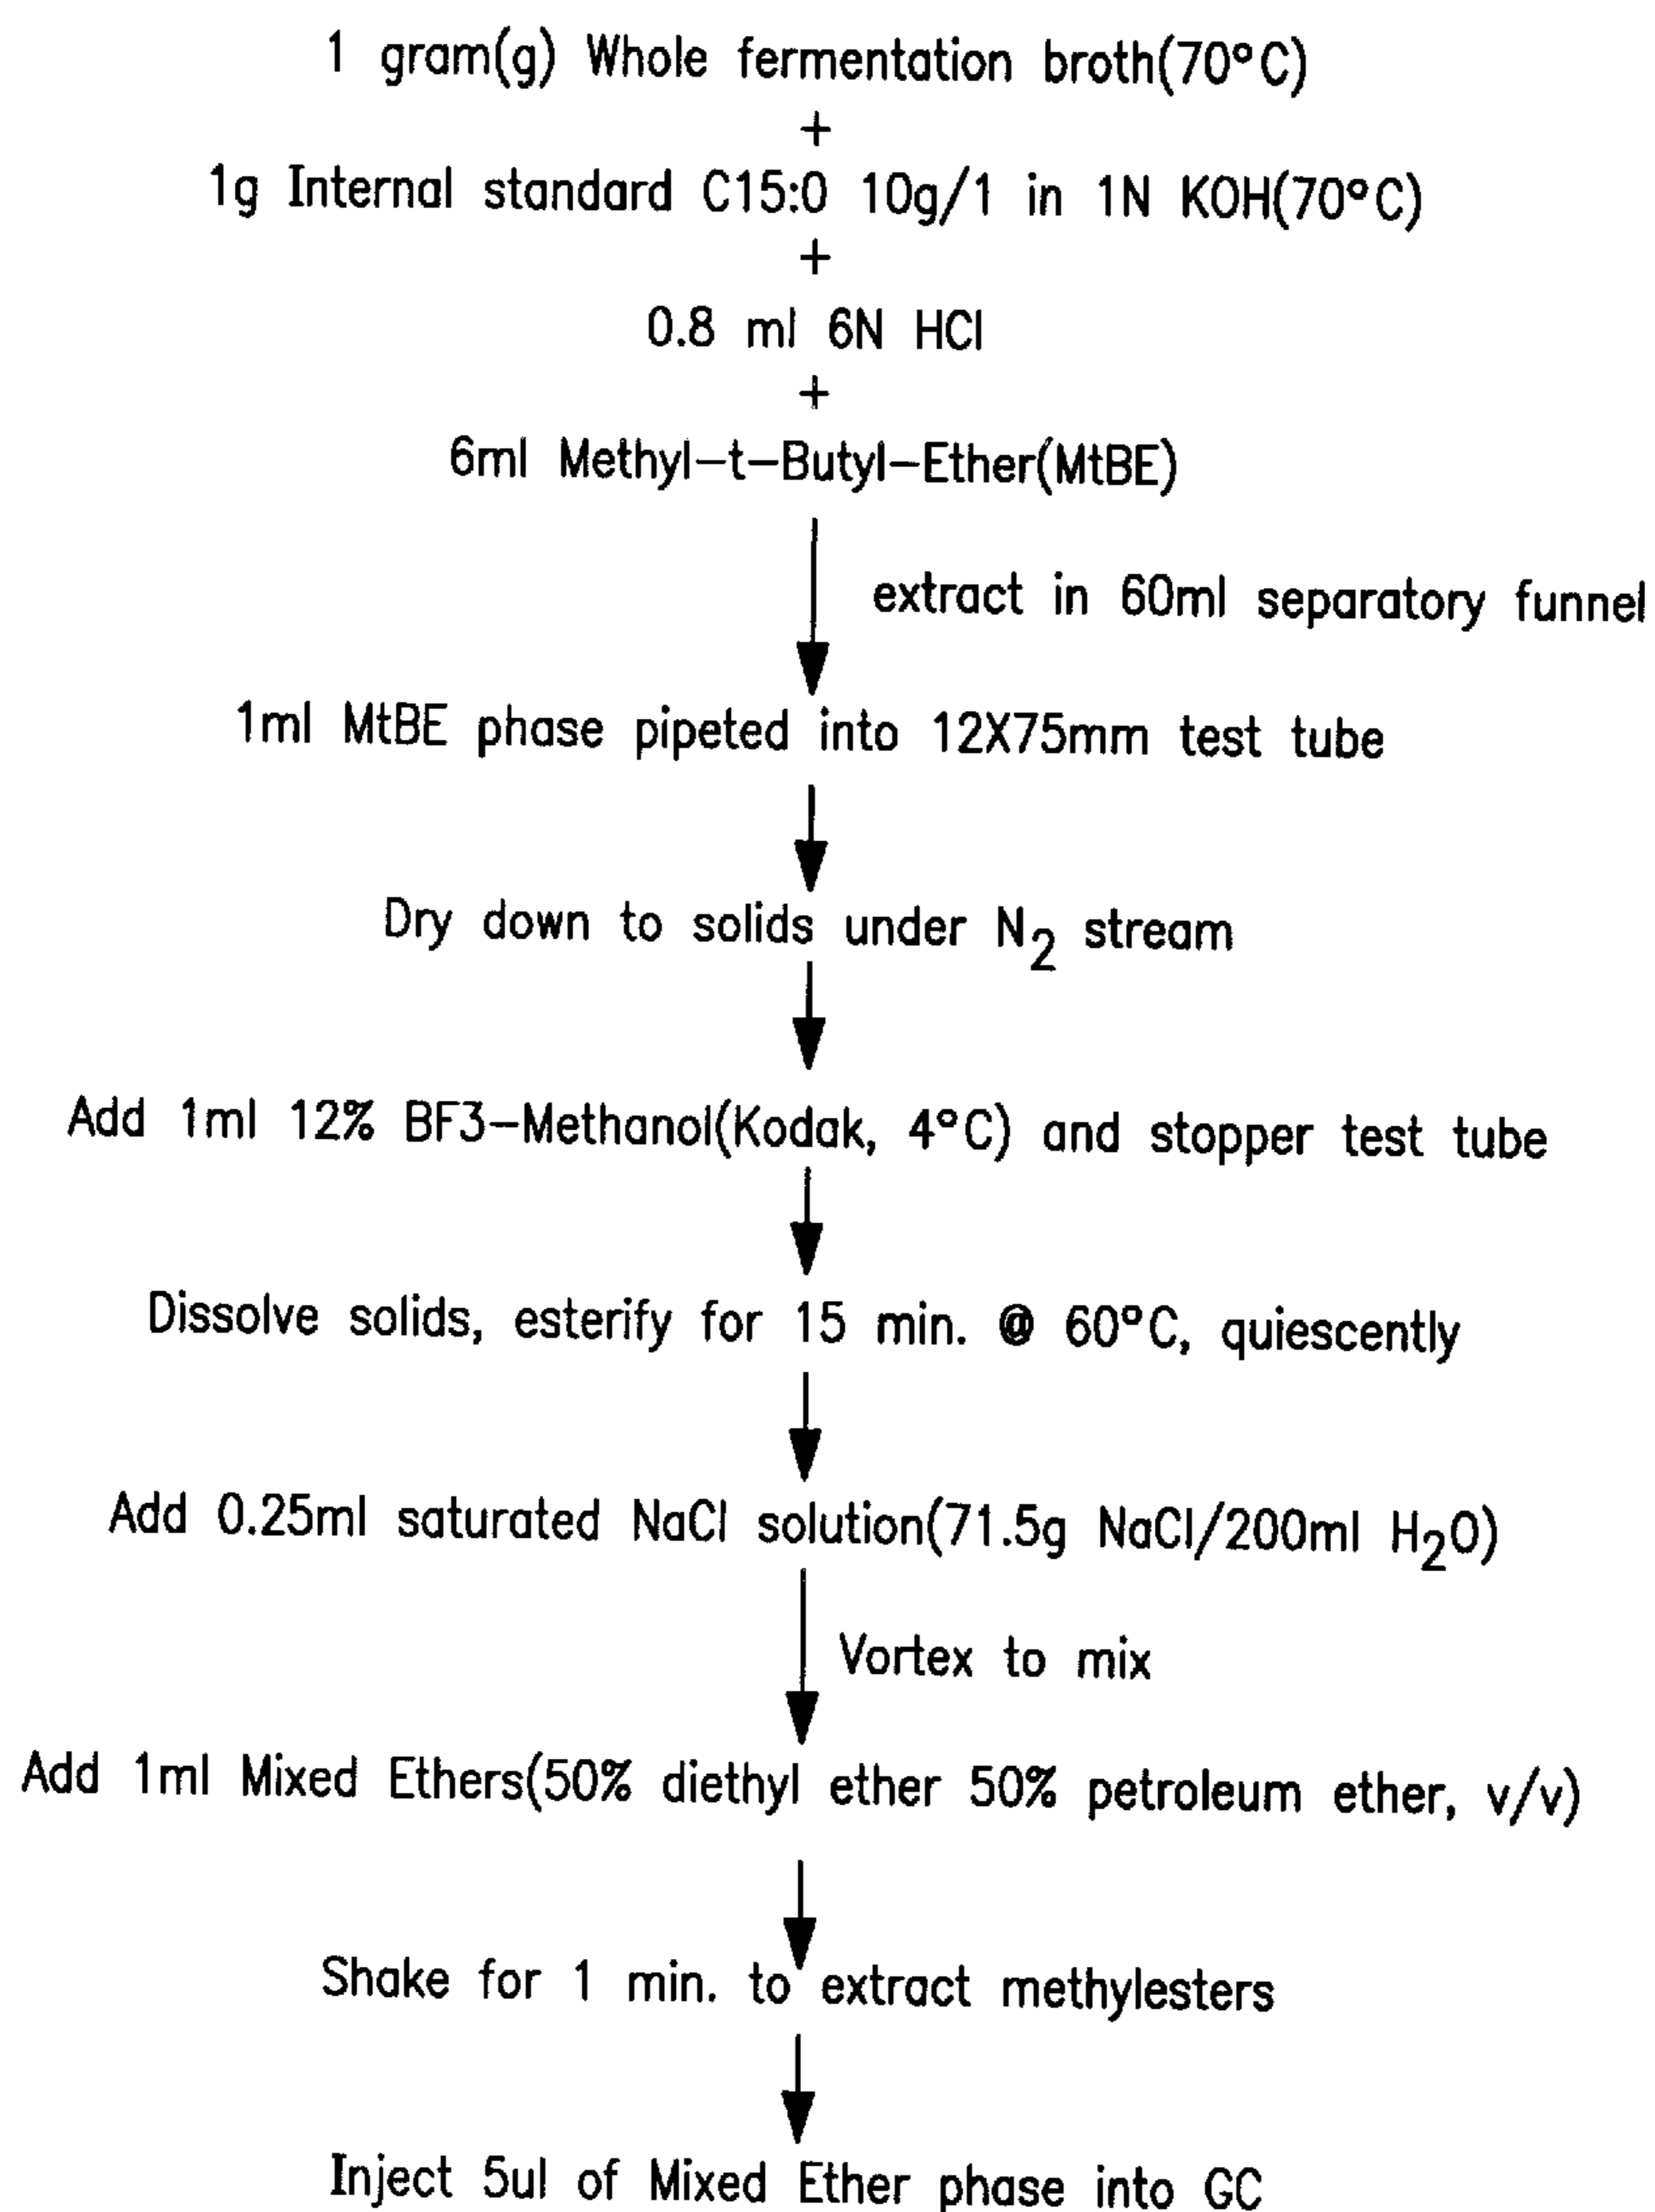 1 gram(g) Whole fermentation broth(70°C)
+
1g Internal standard C15:0 10g/1 in 1N KOH(70°C)
+
0.8 ml 6N HCl
+
6ml Methyl-t-Butyl-Ether(MtBE)
extract in 60ml separatory funnel
1ml MtBE phase pipeted into 12X75mm test tube
Dry down to solids under N2 stream
Add 1ml 12% BF3-Methanol(Kodak, 4°C) and stopper test tube
Dissolve solids, esterify for 15 min. @ 60°C, quiescently
Add 0.25ml saturated NaCl solution(71.5g NaCl/200ml H2O)
Vortex to mix
Add 1ml Mixed Ethers(50% diethyl ether 50% petroleum ether, v/v)
Shake for 1 min. to extract methylesters
Inject 5ul of Mixed Ether phase into GC